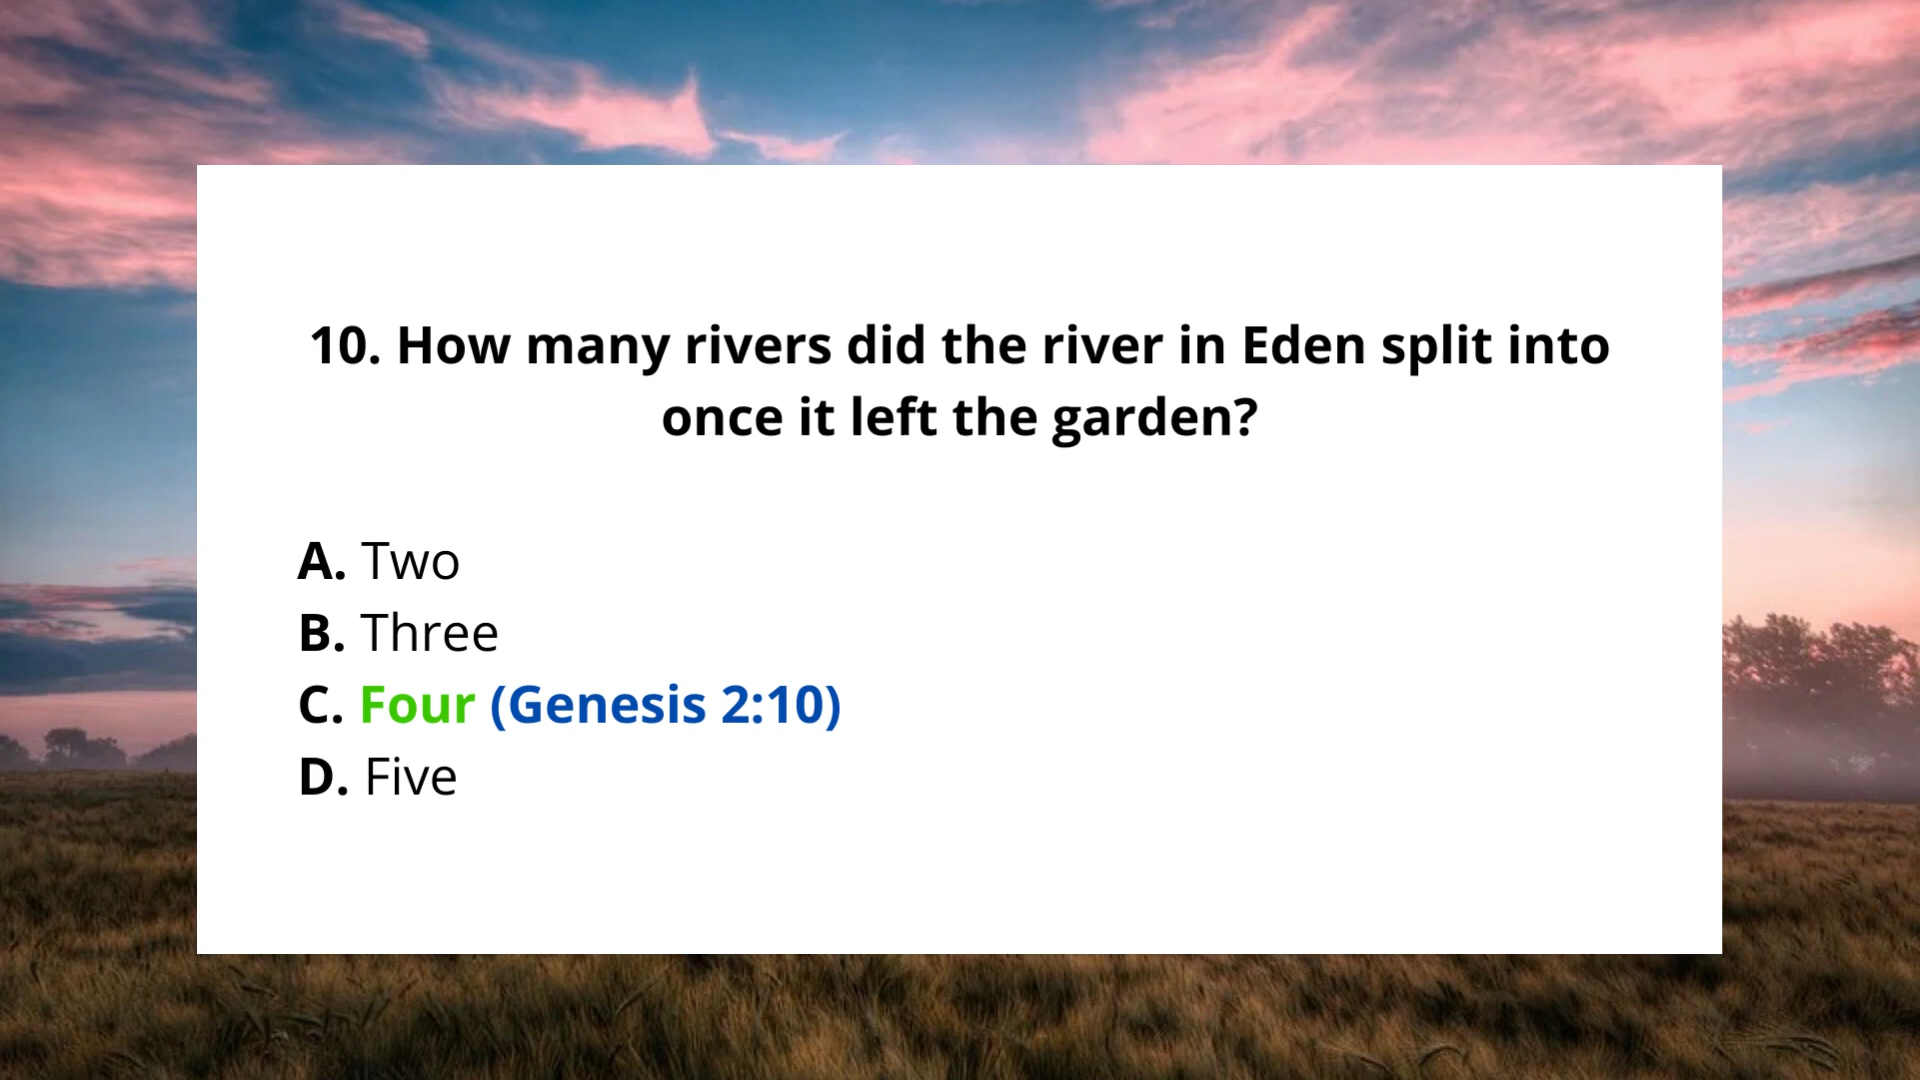 10. How many rivers did the river in Eden split into
once it left the garden?
A. Two
B. Three
C. Four (Genesis 2:10)
D. Five